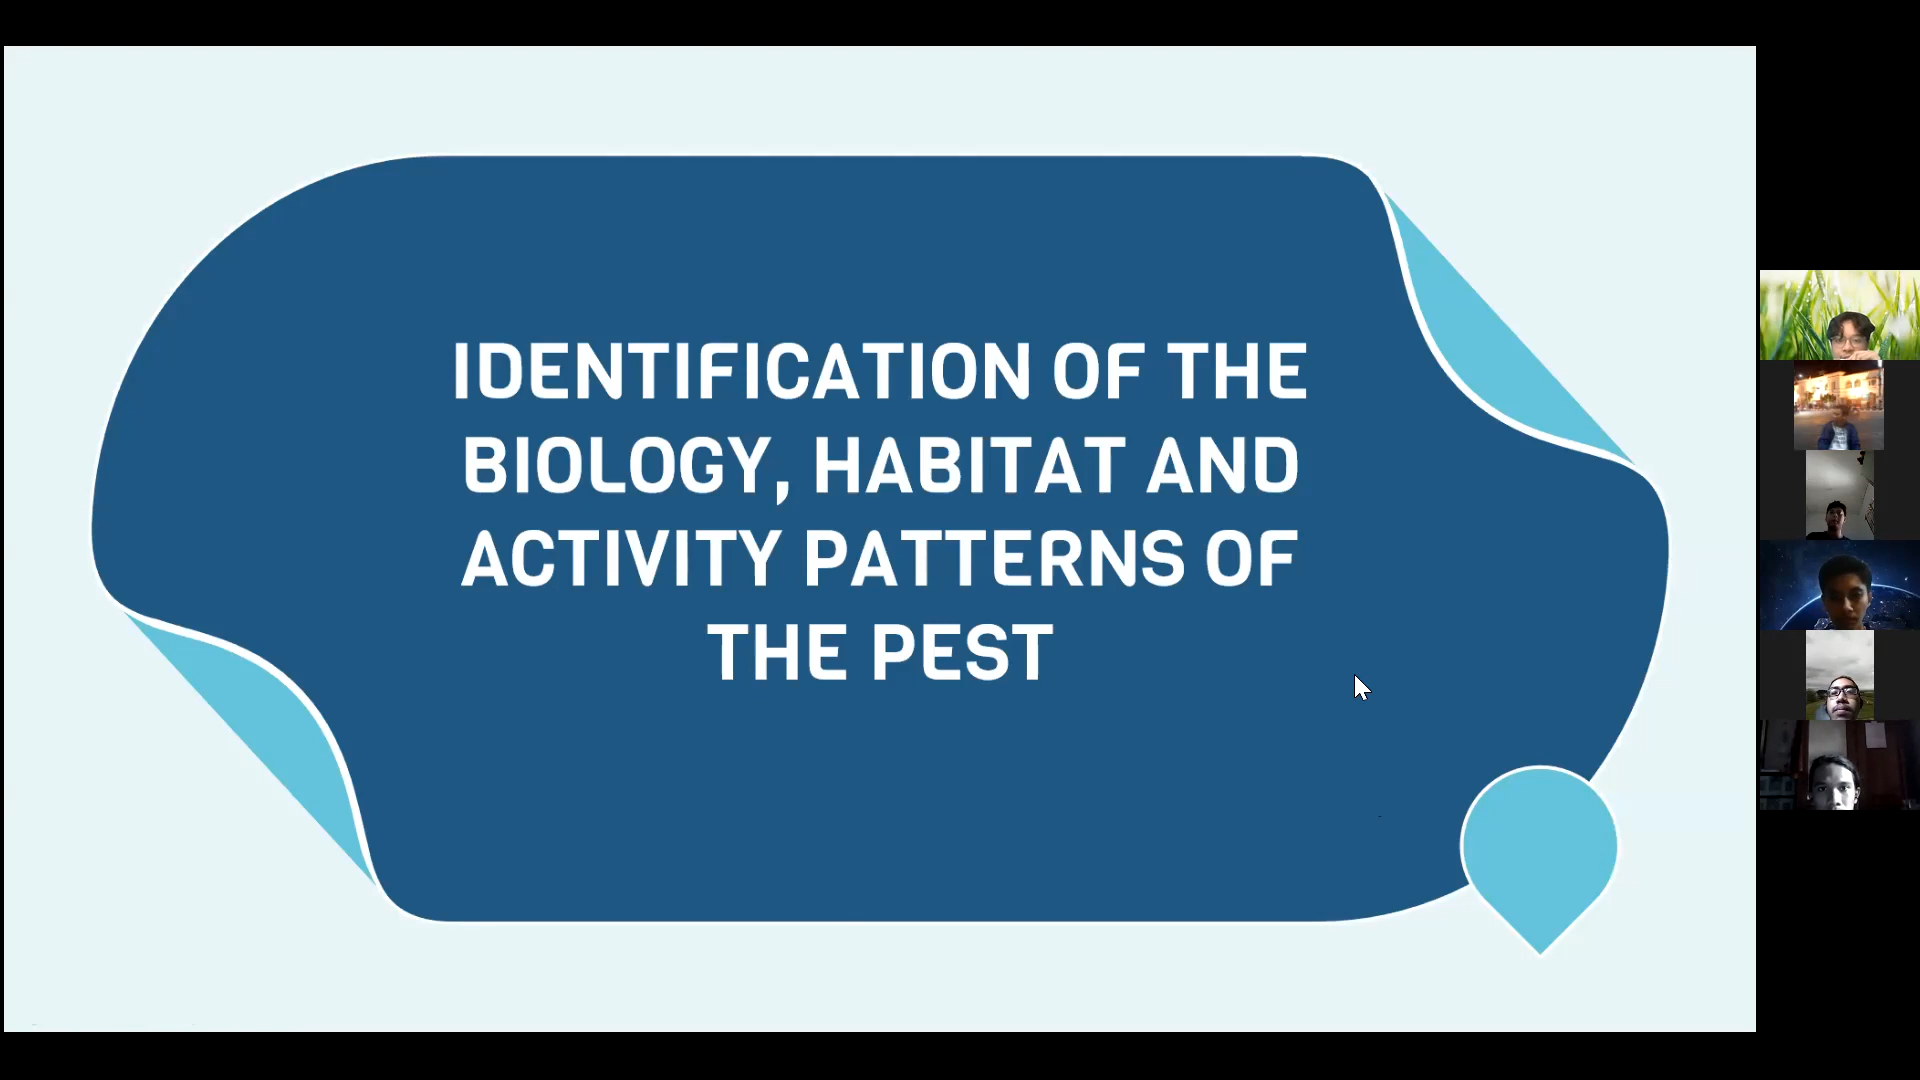 IDENTIFICATION OF THE
BIOLOGY, HABITAT AND
ACTIVITY PATTERNS OF
THE PEST